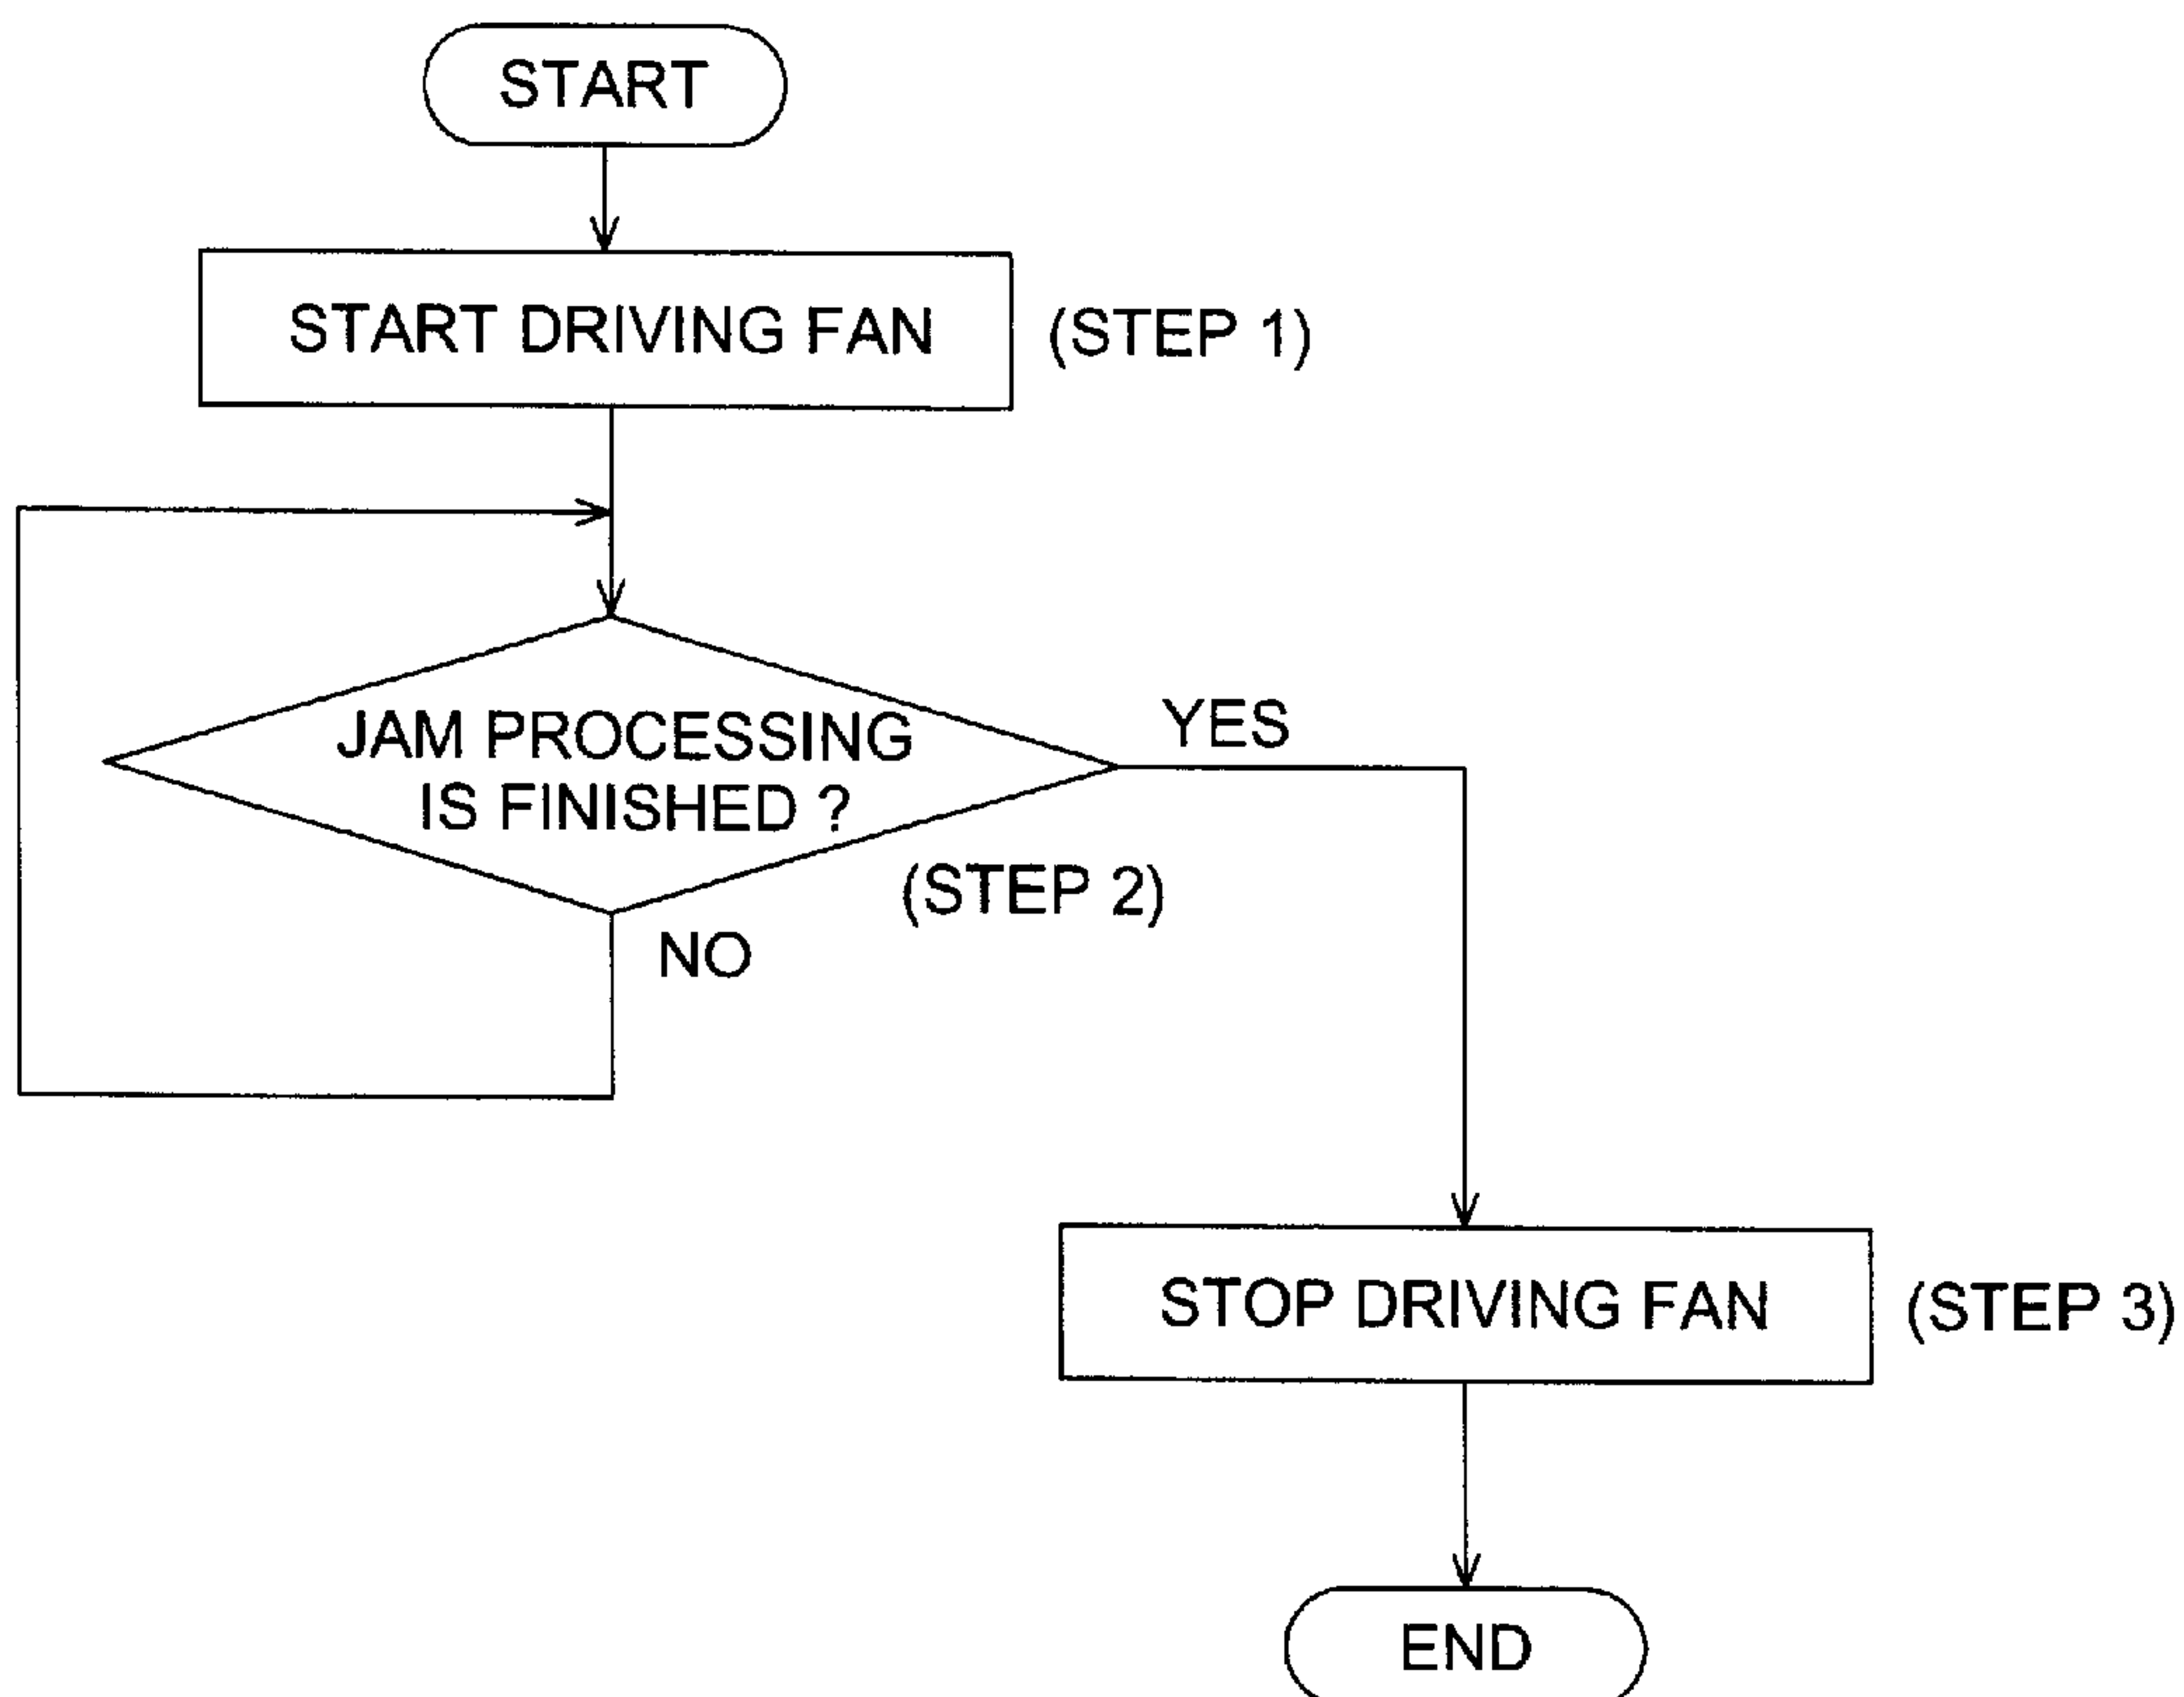 START
START DRIVING FAN
(STEP 1)
JAM PROCESSING
IS FINISHED ?
YES
(STEP 2)
NO
STOP DRIVING FAN
(STEP 3)
END